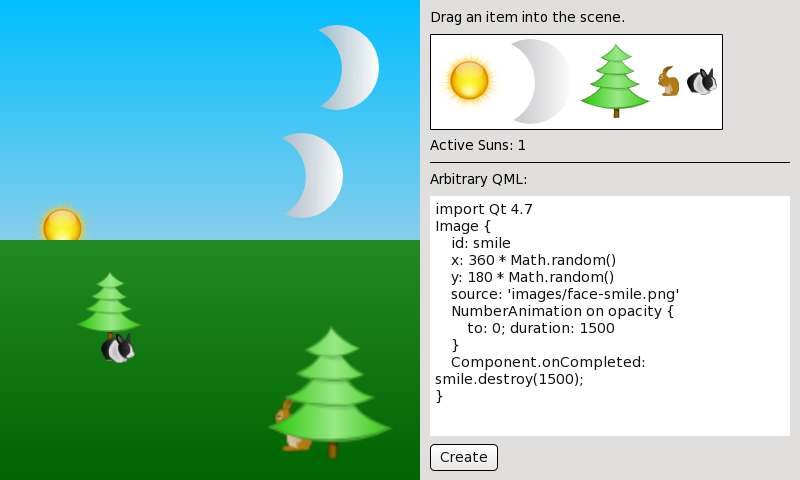 Drag an item into the scene.
Active Suns: 1
Arbitrary QML:
import Qt 4.7
Image {
    id: smile
    x: 360 * Math.random()
    y: 180 * Math.random()
    source: 'images/face-smile.png'
    NumberAnimation on opacity {
        to: 0; duration: 1500
    }
    Component.onCompleted:
smile.destroy(1500);
}
Create